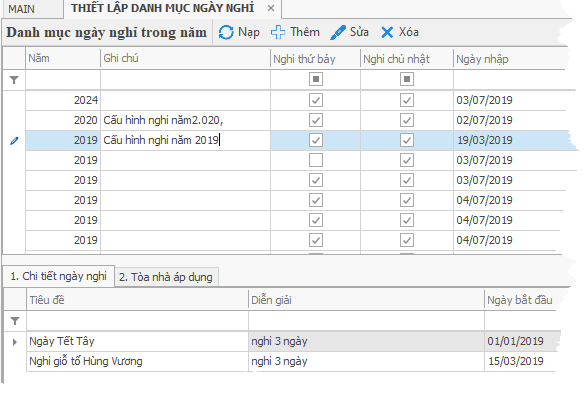 MAIN THIẾT LẬP DANH MỤC NGÀY NGHỈ ×
Danh mục ngày nghỉ trong năm Nạp Thêm Sửa Xóa
Năm Ghi chú Nghỉ thứ bảy Nghỉ chủ nhật Ngày nhập
2024 03/07/2019
2020 Cấu hình nghỉ năm2.020, 02/07/2019
2019 Cấu hình nghỉ năm 2019 19/03/2019
2019 03/07/2019
2019 03/07/2019
2019 04/07/2019
2019 04/07/2019
2019 04/07/2019
1. Chi tiết ngày nghỉ 2. Tòa nhà áp dụng
Tiêu đề Diễn giải Ngày bắt đầu
Ngày Tết Tây nghỉ 3 ngày 01/01/2019
Nghỉ giỗ tổ Hùng Vương nghỉ 3 ngày 15/03/2019